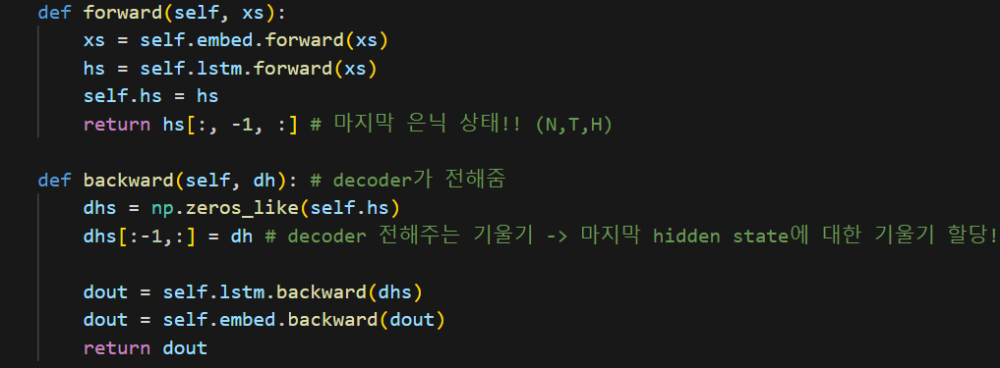 def forward(self, xs):
    xs = self.embed.forward(xs)
    hs = self.lstm.forward(xs)
    self.hs = hs
    return hs[:, -1, :] # 마지막 은닉 상태!! (N,T,H)

def backward(self, dh): # decoder가 전해줌
    dhs = np.zeros_like(self.hs)
    dhs[:-1,:] = dh # decoder 전해주는 기울기 -> 마지막 hidden state에 대한 기울기 할당!

    dout = self.lstm.backward(dhs)
    dout = self.embed.backward(dout)
    return dout